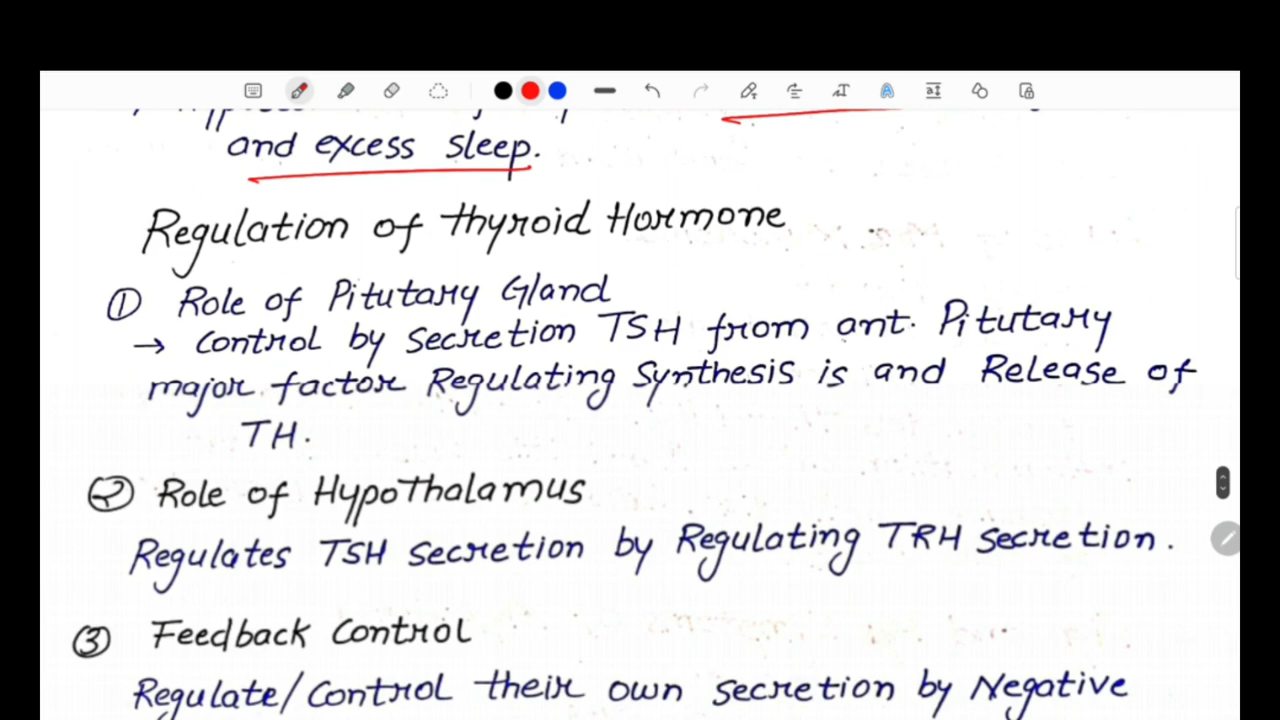 and excess sleep.
Regulation of thyroid Hormone
① Role of Pitutary Gland
→ control by secretion TSH from ant. Pitutary
major factor Regulating synthesis is and Release of
TH.
② Role of Hypothalamus
Regulates TSH secretion by Regulating TRH secretion.
③ Feedback control
Regulate/control their own secretion by Negative